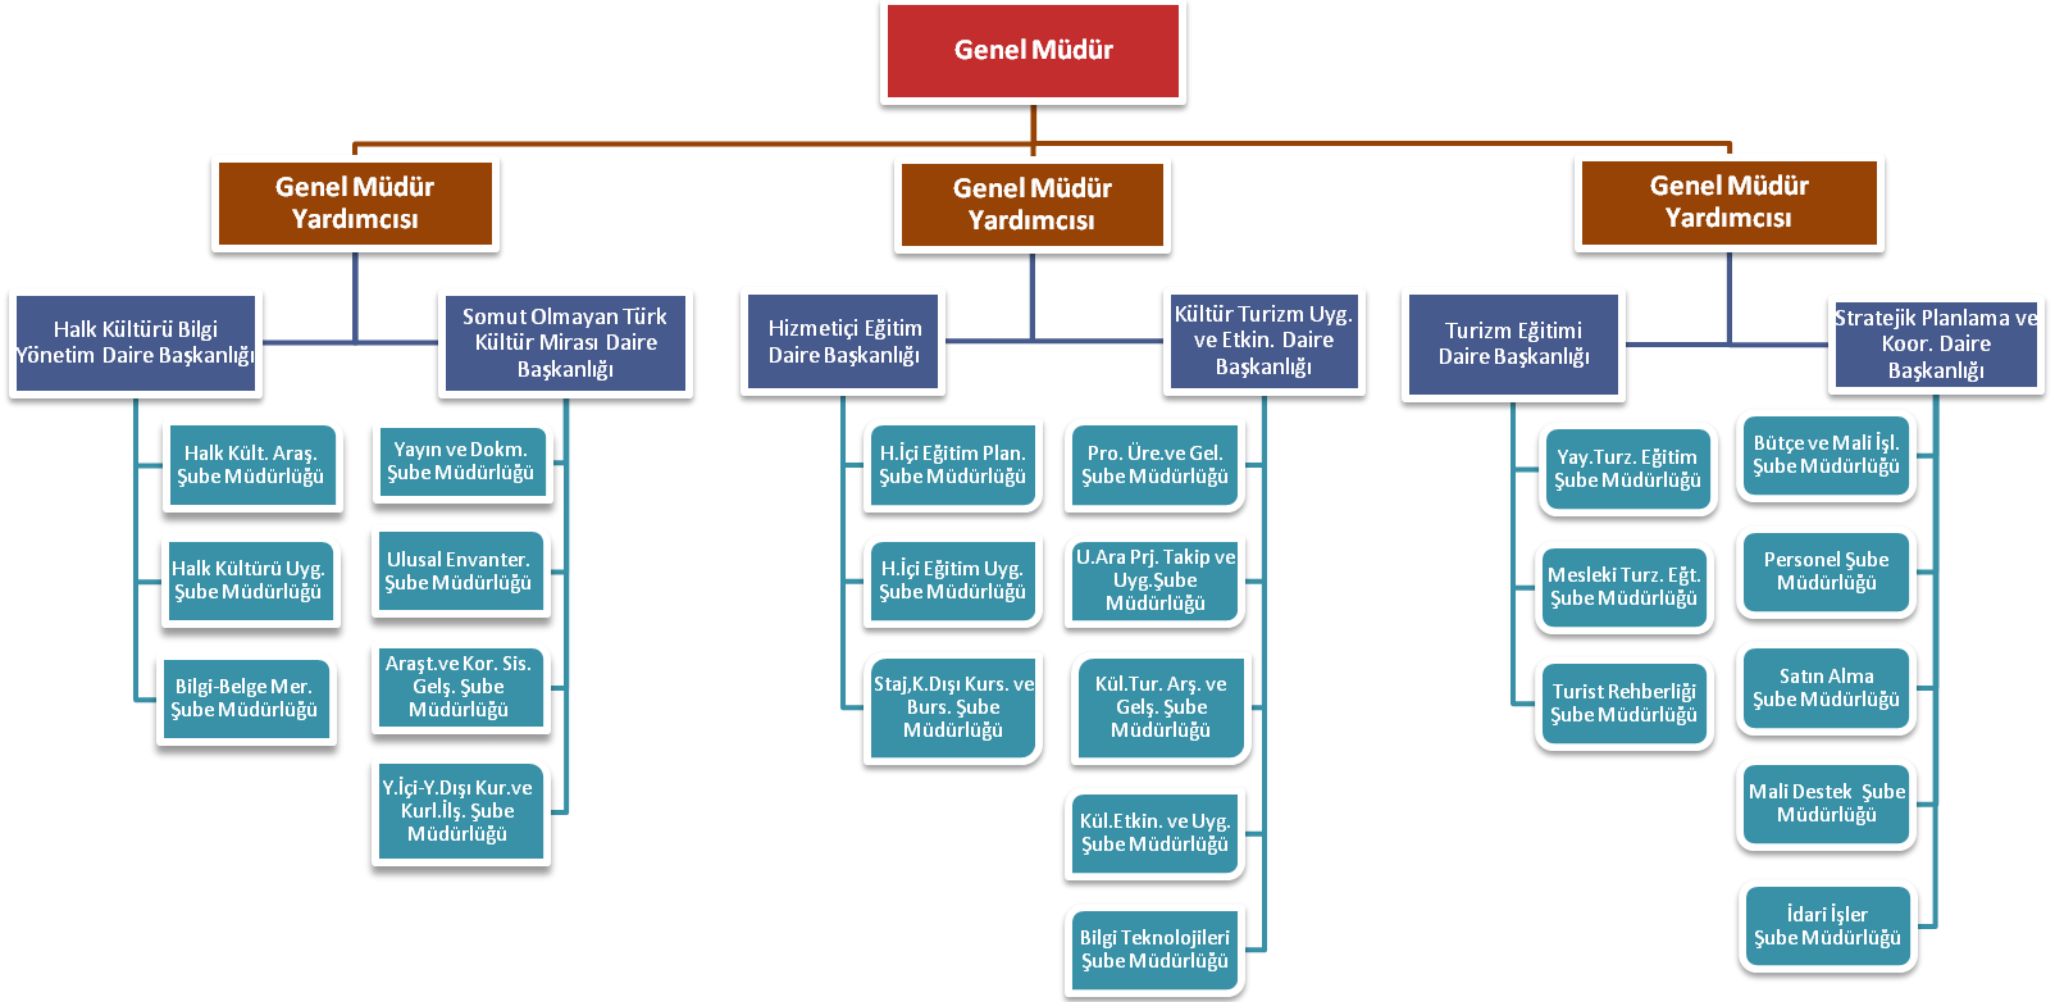 Genel Müdür
Genel Müdür
Yardımcısı
Genel Müdür
Yardımcısı
Genel Müdür
Yardımcısı
Halk Kültürü Bilgi
Yönetim Daire Başkanlığı
Somut Olmayan Türk
Kültür Mirası Daire
Başkanlığı
Hizmetiçi Eğitim
Daire Başkanlığı
Kültür Turizm Uyg.
ve Etkin. Daire
Başkanlığı
Turizm Eğitimi
Daire Başkanlığı
Stratejik Planlama ve
Koor. Daire
Başkanlığı
Halk Kült. Araş.
Şube Müdürlüğü
Halk Kültürü Uyg.
Şube Müdürlüğü
Bilgi-Belge Mer.
Şube Müdürlüğü
Yayın ve Dokm.
Şube Müdürlüğü
Ulusal Envanter.
Şube Müdürlüğü
Araşt.ve Kor. Sis.
Gelş. Şube
Müdürlüğü
Y.İçi-Y.Dışı Kur.ve
Kurl.İlş. Şube
Müdürlüğü
H.İçi Eğitim Plan.
Şube Müdürlüğü
H.İçi Eğitim Uyg.
Şube Müdürlüğü
Staj,K.Dışı Kurs. ve
Burs. Şube
Müdürlüğü
Pro. Üre.ve Gel.
Şube Müdürlüğü
U.Ara Prj. Takip ve
Uyg.Şube
Müdürlüğü
Kül.Tur. Arş. ve
Gelş. Şube
Müdürlüğü
Kül.Etkin. ve Uyg.
Şube Müdürlüğü
Bilgi Teknolojileri
Şube Müdürlüğü
Yay.Turz. Eğitim
Şube Müdürlüğü
Mesleki Turz. Eğt.
Şube Müdürlüğü
Turist Rehberliği
Şube Müdürlüğü
Bütçe ve Mali İşl.
Şube Müdürlüğü
Personel Şube
Müdürlüğü
Satın Alma
Şube Müdürlüğü
Mali Destek Şube
Müdürlüğü
İdari İşler
Şube Müdürlüğü